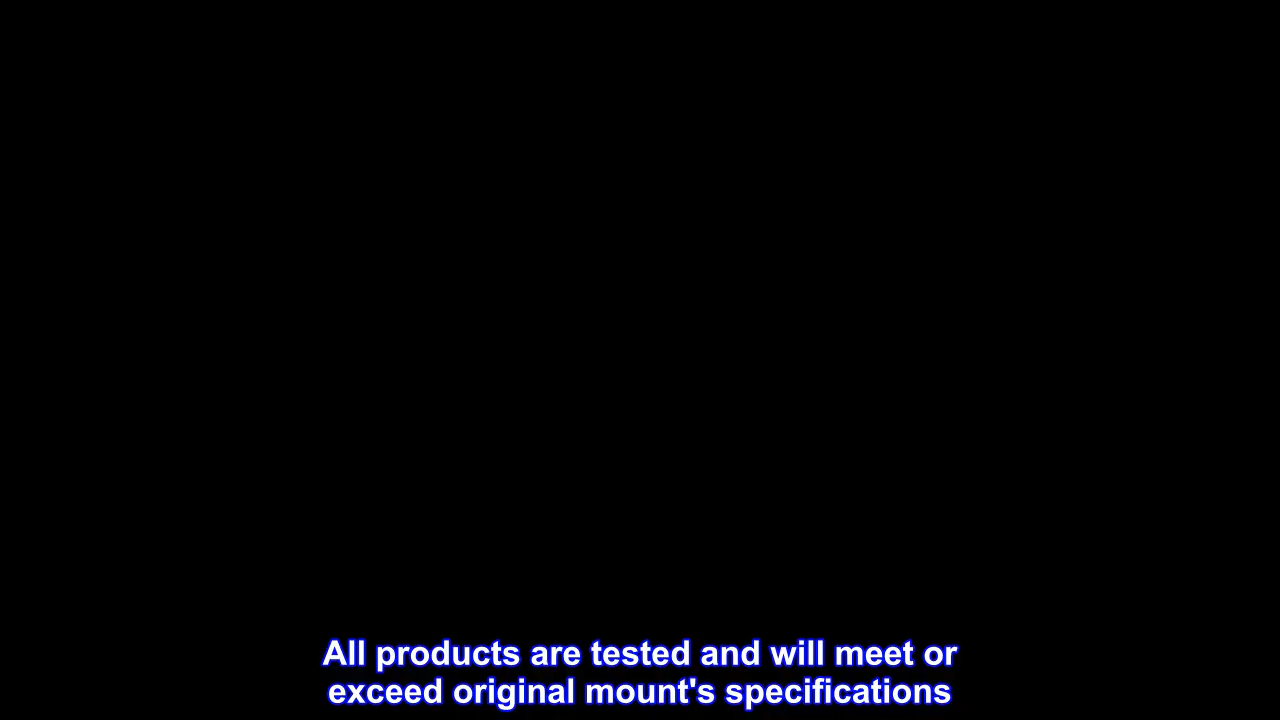 All products are tested and will meet or
exceed original mount's specifications